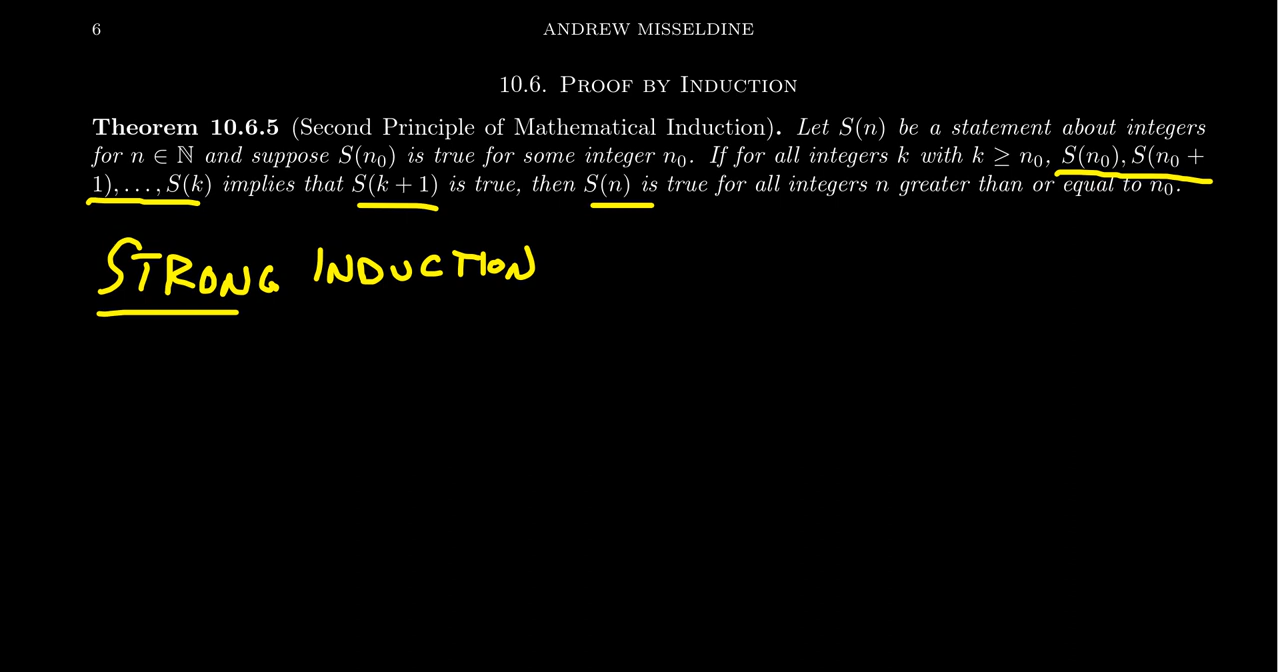 6 ANDREW MISSELDINE
10.6. PROOF BY INDUCTION
Theorem 10.6.5 (Second Principle of Mathematical Induction). Let S(n) be a statement about integers
for n ∈ ℕ and suppose S(n₀) is true for some integer n₀. If for all integers k with k ≥ n₀, S(n₀), S(n₀ +
1), . . . , S(k) implies that S(k + 1) is true, then S(n) is true for all integers n greater than or equal to n₀.
STRONG INDUCTION